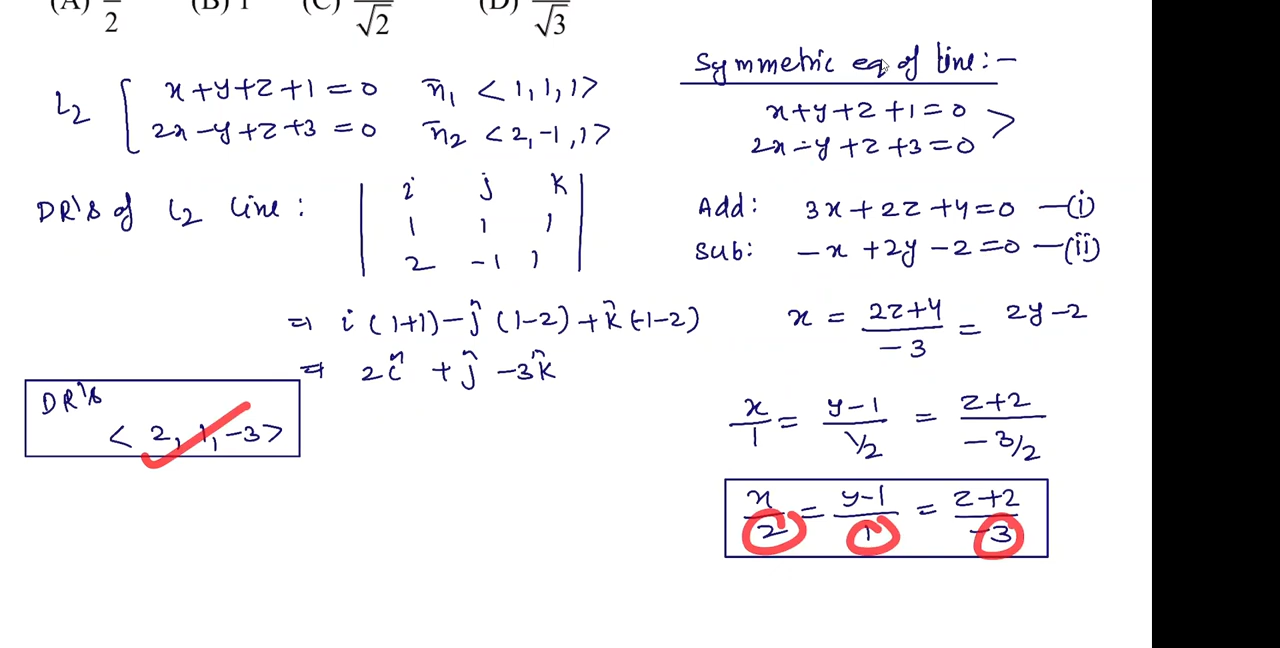 (A) 2 (B) 1 (C) √2 (D) √3
L2 [ x+y+z+1=0 n̄1 <1,1,1>
2x-y+z+3=0 n̄2 <2,-1,1>
DR's of L2 line: | i j k |
| 1 1 1 |
| 2 -1 1 |
⇒ i(1+1)-ĵ(1-2)+k̂(-1-2)
⇒ 2î+ĵ-3k̂
DR's
<2, 1, -3>
Symmetric eq of line:-
x+y+z+1=0 >
2x-y+z+3=0
Add: 3x+2z+4=0 —(i)
Sub: -x+2y-2=0 —(ii)
x = (2z+4)/-3 = 2y-2
x/1 = (y-1)/(1/2) = (z+2)/(-3/2)
x/2 = (y-1)/1 = (z+2)/-3